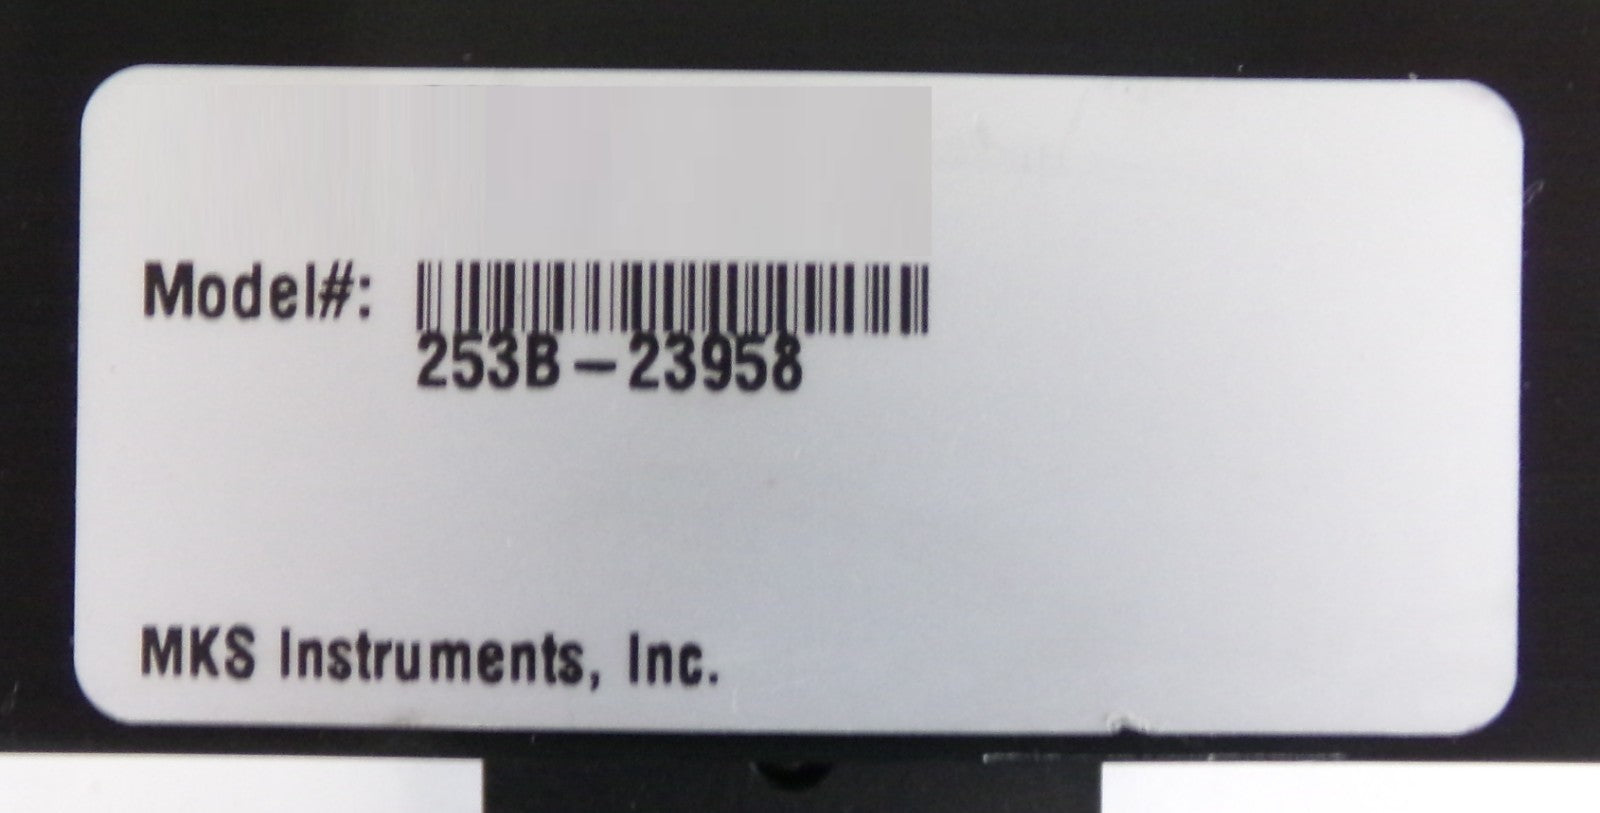 Model#:
253B-23958
MKS Instruments, Inc.